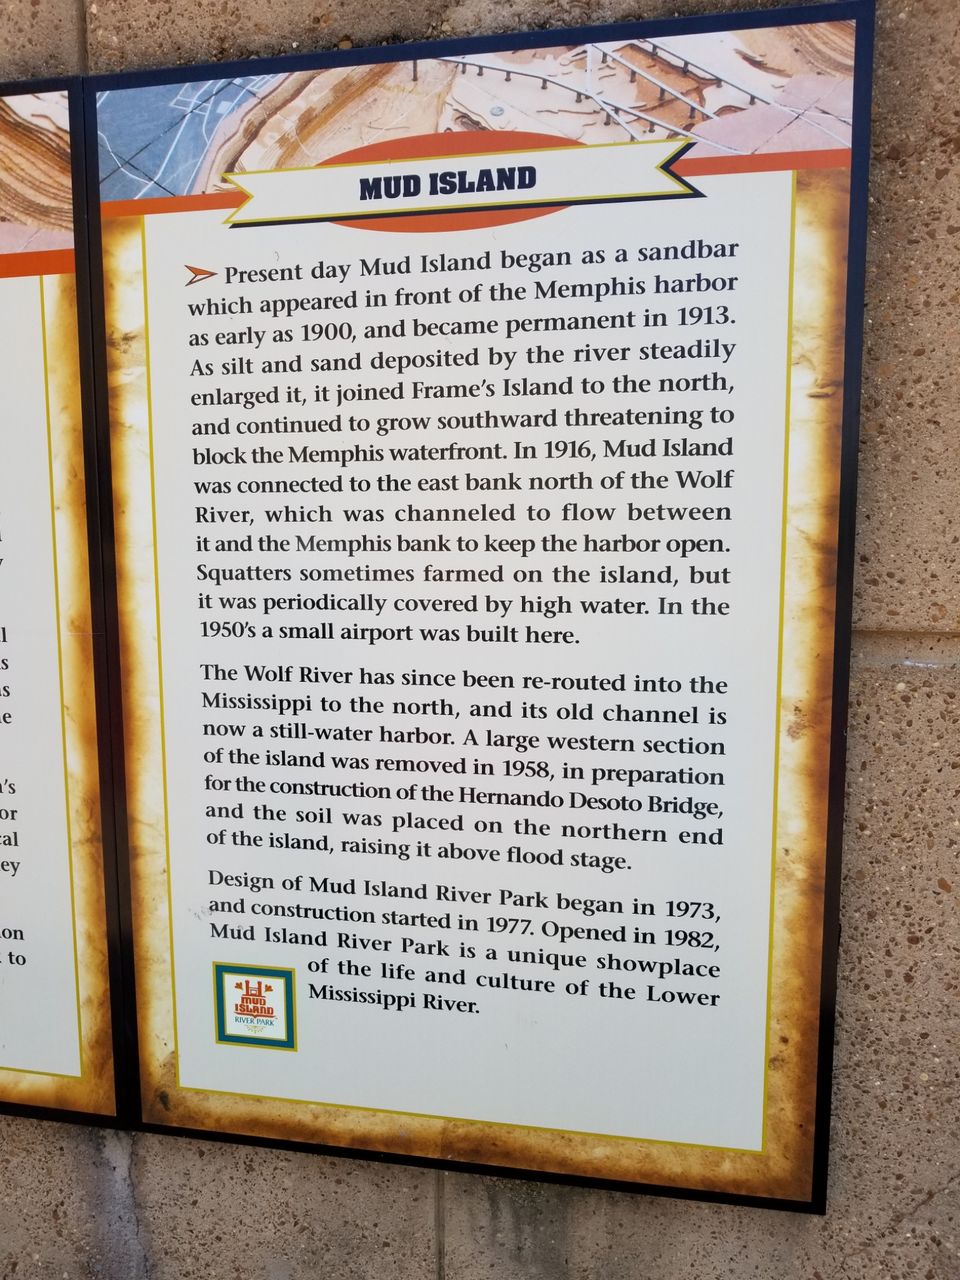 MUD ISLAND
Present day Mud Island began as a sandbar
which appeared in front of the Memphis harbor
as early as 1900, and became permanent in 1913.
As silt and sand deposited by the river steadily
enlarged it, it joined Frame's Island to the north,
and continued to grow southward threatening to
block the Memphis waterfront. In 1916, Mud Island
was connected to the east bank north of the Wolf
River, which was channeled to flow between
it and the Memphis bank to keep the harbor open.
Squatters sometimes farmed on the island, but
it was periodically covered by high water. In the
1950's a small airport was built here.
The Wolf River has since been re-routed into the
Mississippi to the north, and its old channel is
now a still-water harbor. A large western section
of the island was removed in 1958, in preparation
for the construction of the Hernando Desoto Bridge,
and the soil was placed on the northern end
of the island, raising it above flood stage.
Design of Mud Island River Park began in 1973,
and construction started in 1977. Opened in 1982,
Mud Island River Park is a unique showplace
of the life and culture of the Lower
Mississippi River.
MUD
ISLAND
RIVER PARK